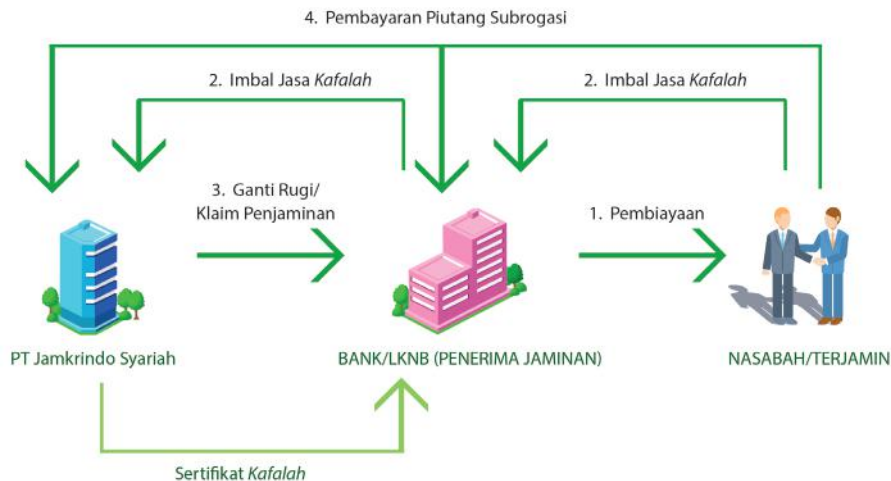 4. Pembayaran Piutang Subrogasi
2. Imbal Jasa Kafalah
2. Imbal Jasa Kafalah
3. Ganti Rugi/
Klaim Penjaminan
1. Pembiayaan
PT Jamkrindo Syariah
BANK/LKNB (PENERIMA JAMINAN)
NASABAH/TERJAMIN
Sertifikat Kafalah